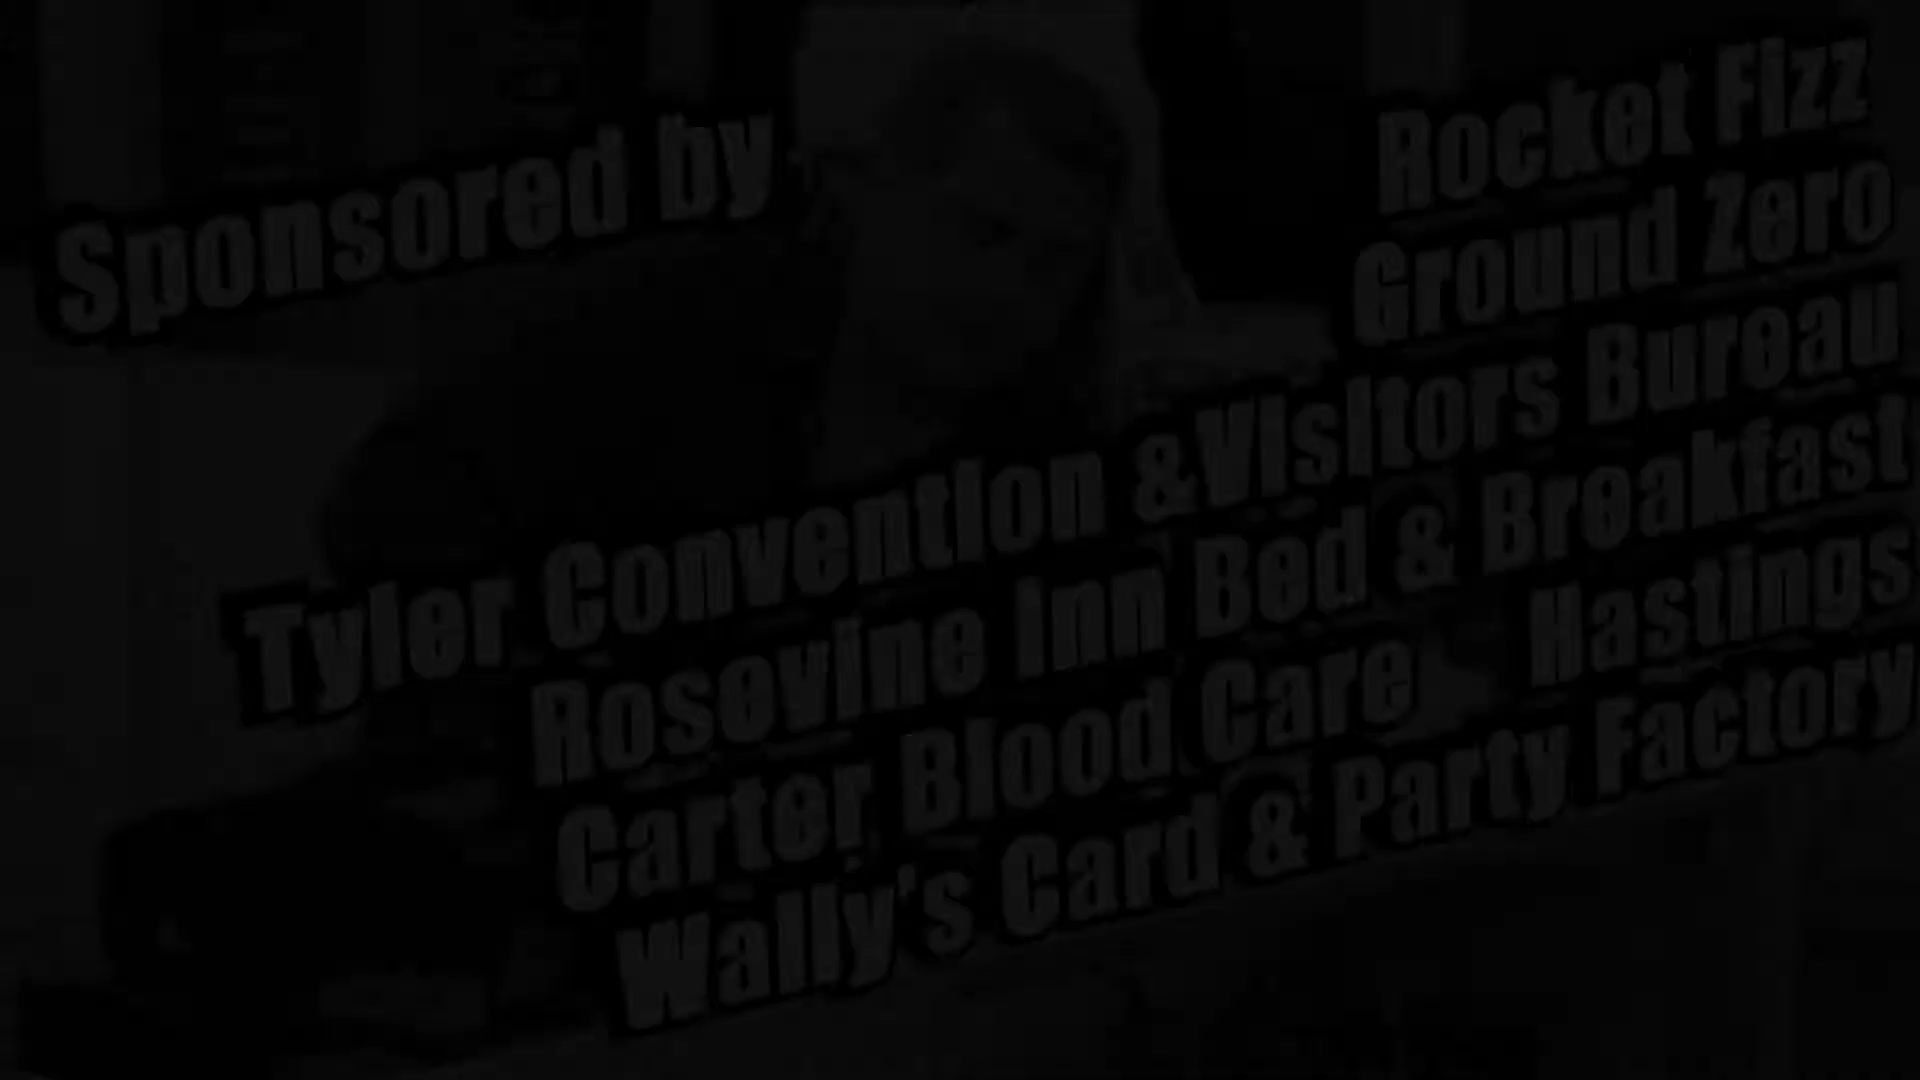 Sponsored by
Rocket Fizz
Ground Zero
Tyler Convention &Visitors Bureau
Rosevine Inn Bed & Breakfast
Carter Blood Care Hastings
Wally's Card & Party Factory